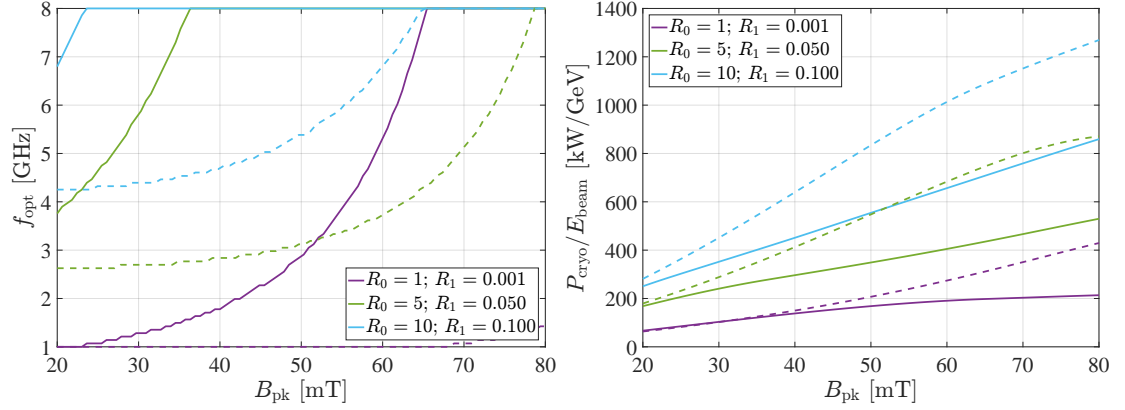 8
7
6
5
4
3
2
1
f_opt [GHz]
R_0 = 1; R_1 = 0.001
R_0 = 5; R_1 = 0.050
R_0 = 10; R_1 = 0.100
20 30 40 50 60 70 80
B_pk [mT]
1400
1200
1000
800
600
400
200
0
P_cryo/E_beam [kW/GeV]
R_0 = 1; R_1 = 0.001
R_0 = 5; R_1 = 0.050
R_0 = 10; R_1 = 0.100
20 30 40 50 60 70 80
B_pk [mT]